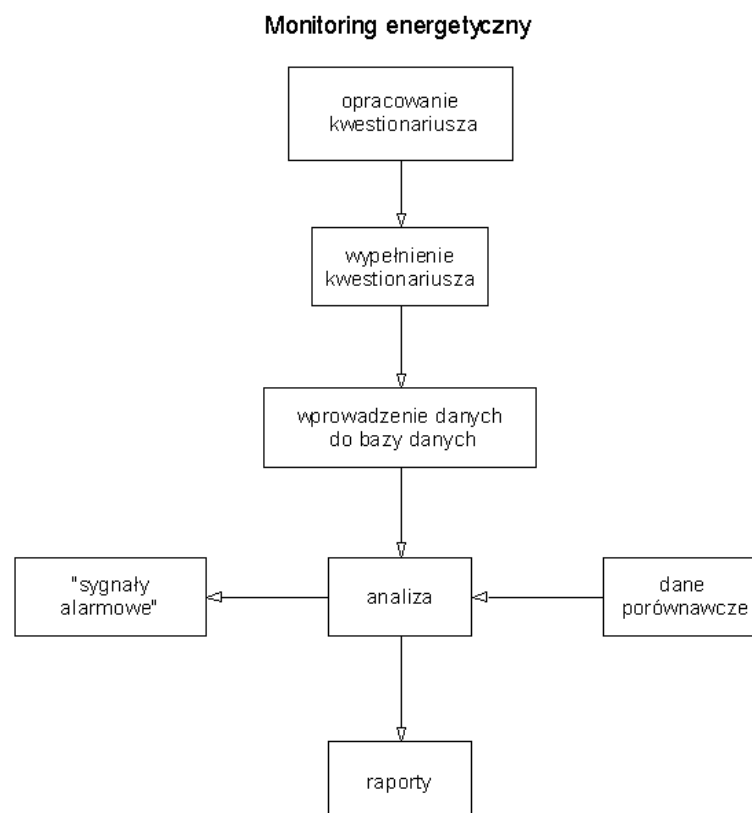 Monitoring energetyczny
opracowanie
kwestionariusza
wypełnienie
kwestionariusza
wprowadzenie danych
do bazy danych
"sygnały
alarmowe"
analiza
dane
porównawcze
raporty